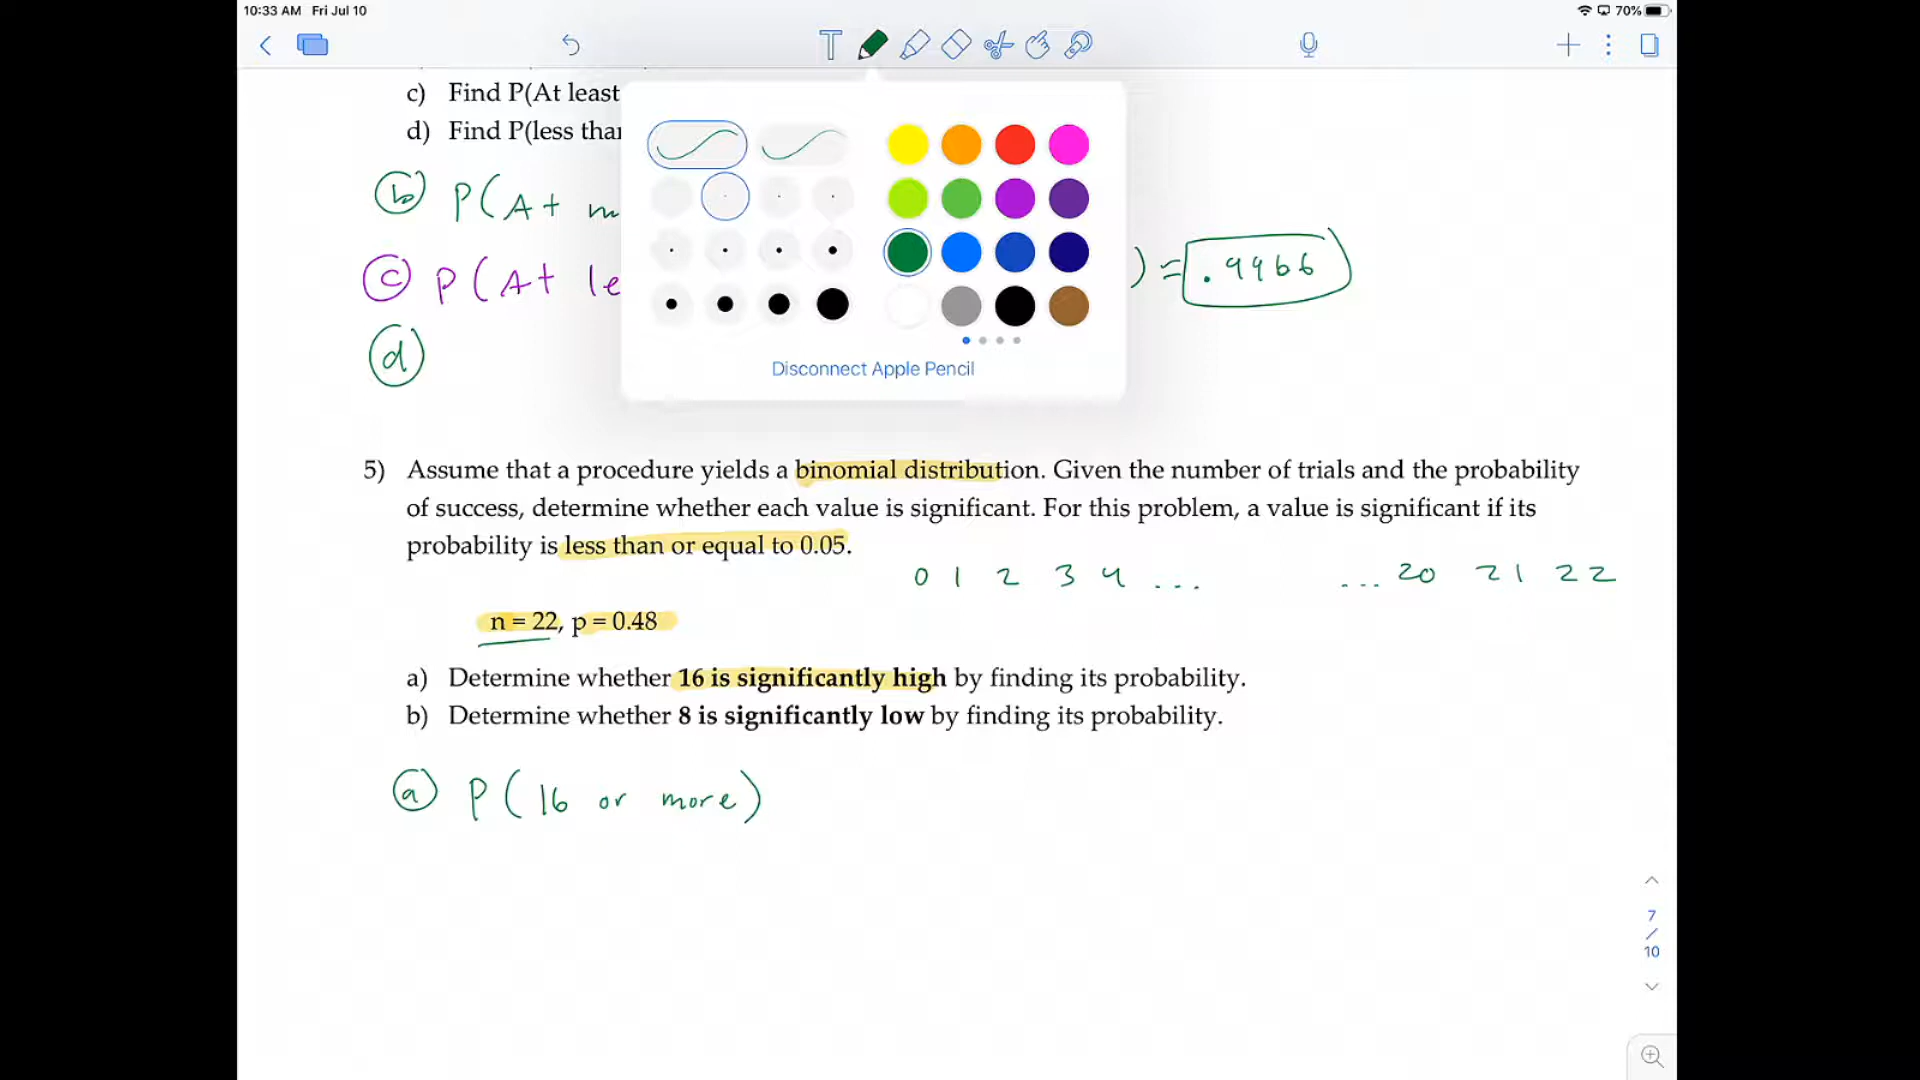 10:33 AM Fri Jul 10
70%
T
c) Find P(At least
d) Find P(less than
b P(At m
c P(At le ) = .9966
d
Disconnect Apple Pencil
5) Assume that a procedure yields a binomial distribution. Given the number of trials and the probability
of success, determine whether each value is significant. For this problem, a value is significant if its
probability is less than or equal to 0.05.
0 1 2 3 4 ... ... 20 21 22
n = 22, p = 0.48
a) Determine whether 16 is significantly high by finding its probability.
b) Determine whether 8 is significantly low by finding its probability.
a P(16 or more)
7
/
10